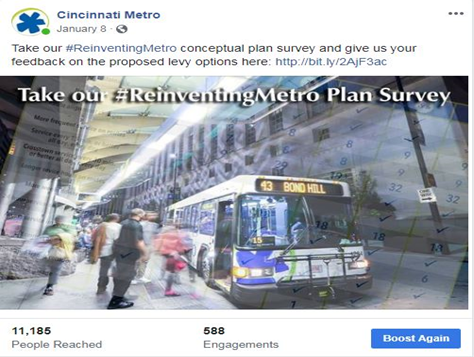 Cincinnati Metro
January 8 ·
Take our #ReinventingMetro conceptual plan survey and give us your
feedback on the proposed levy options here: http://bit.ly/2AjF3ac
Take our #ReinventingMetro Plan Survey
43 BOND HILL
11,185
People Reached
588
Engagements
Boost Again